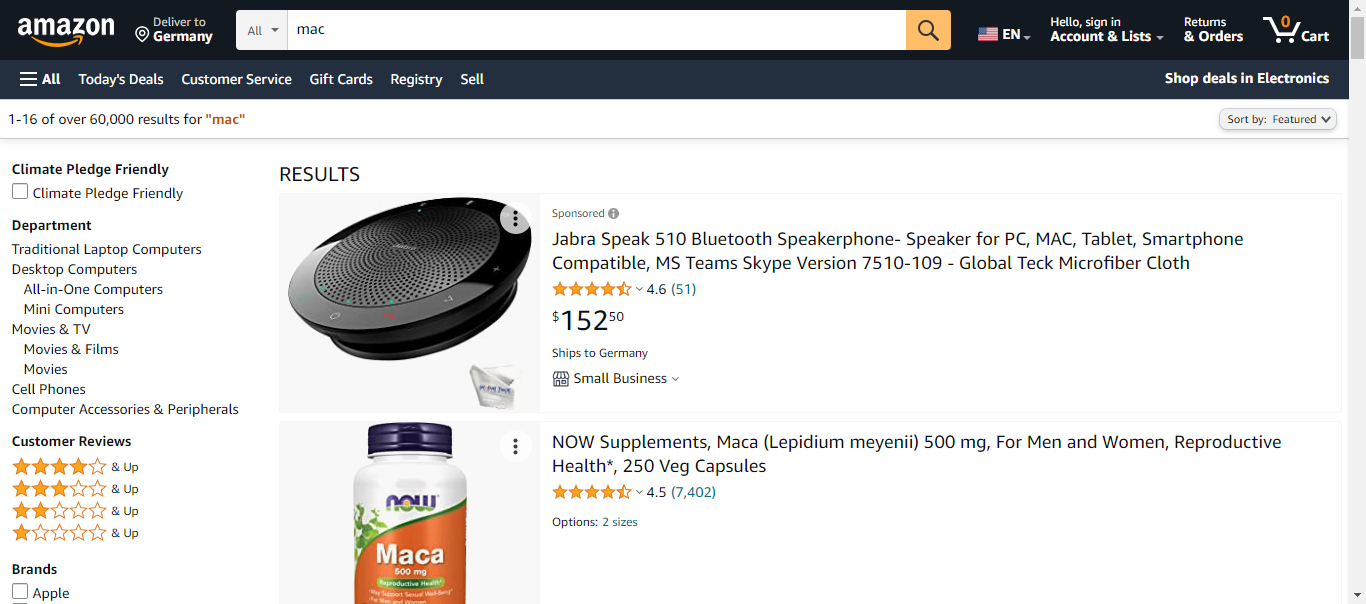 amazon
Deliver to
Germany
All
mac
EN
Hello, sign in
Account & Lists
Returns
& Orders
0
Cart
All
Today's Deals
Customer Service
Gift Cards
Registry
Sell
Shop deals in Electronics
1-16 of over 60,000 results for "mac"
Sort by: Featured
Climate Pledge Friendly
Climate Pledge Friendly
Department
Traditional Laptop Computers
Desktop Computers
All-in-One Computers
Mini Computers
Movies & TV
Movies & Films
Movies
Cell Phones
Computer Accessories & Peripherals
Customer Reviews
& Up
& Up
& Up
& Up
Brands
Apple
RESULTS
Sponsored
Jabra Speak 510 Bluetooth Speakerphone- Speaker for PC, MAC, Tablet, Smartphone
Compatible, MS Teams Skype Version 7510-109 - Global Teck Microfiber Cloth
4.6 (51)
$152 50
Ships to Germany
Small Business
NOW Supplements, Maca (Lepidium meyenii) 500 mg, For Men and Women, Reproductive
Health*, 250 Veg Capsules
4.5 (7,402)
Options: 2 sizes
NOW
Maca
500 mg
Reproductive Health*